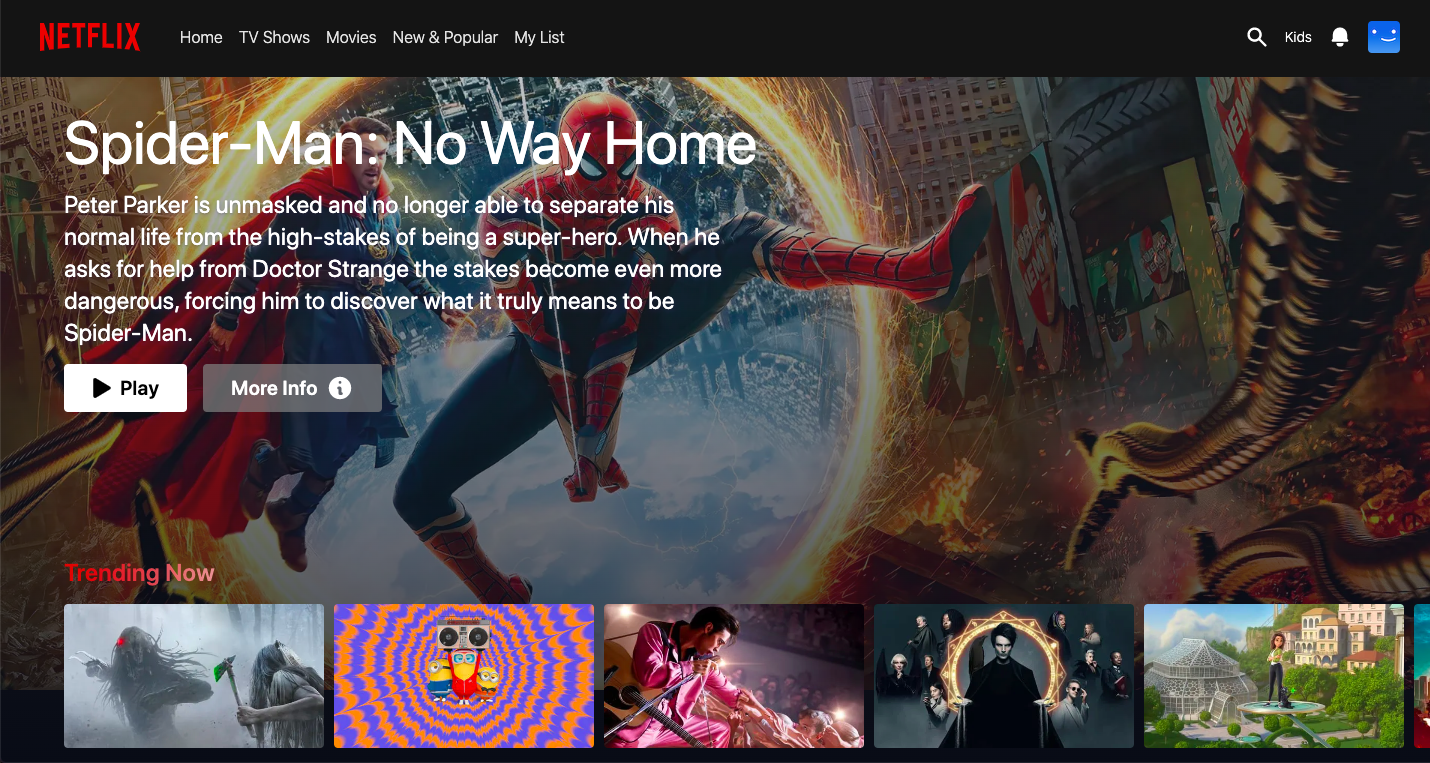 NETFLIX
Home TV Shows Movies New & Popular My List
Kids
Spider-Man: No Way Home
Peter Parker is unmasked and no longer able to separate his
normal life from the high-stakes of being a super-hero. When he
asks for help from Doctor Strange the stakes become even more
dangerous, forcing him to discover what it truly means to be
Spider-Man.
Play
More Info
Trending Now